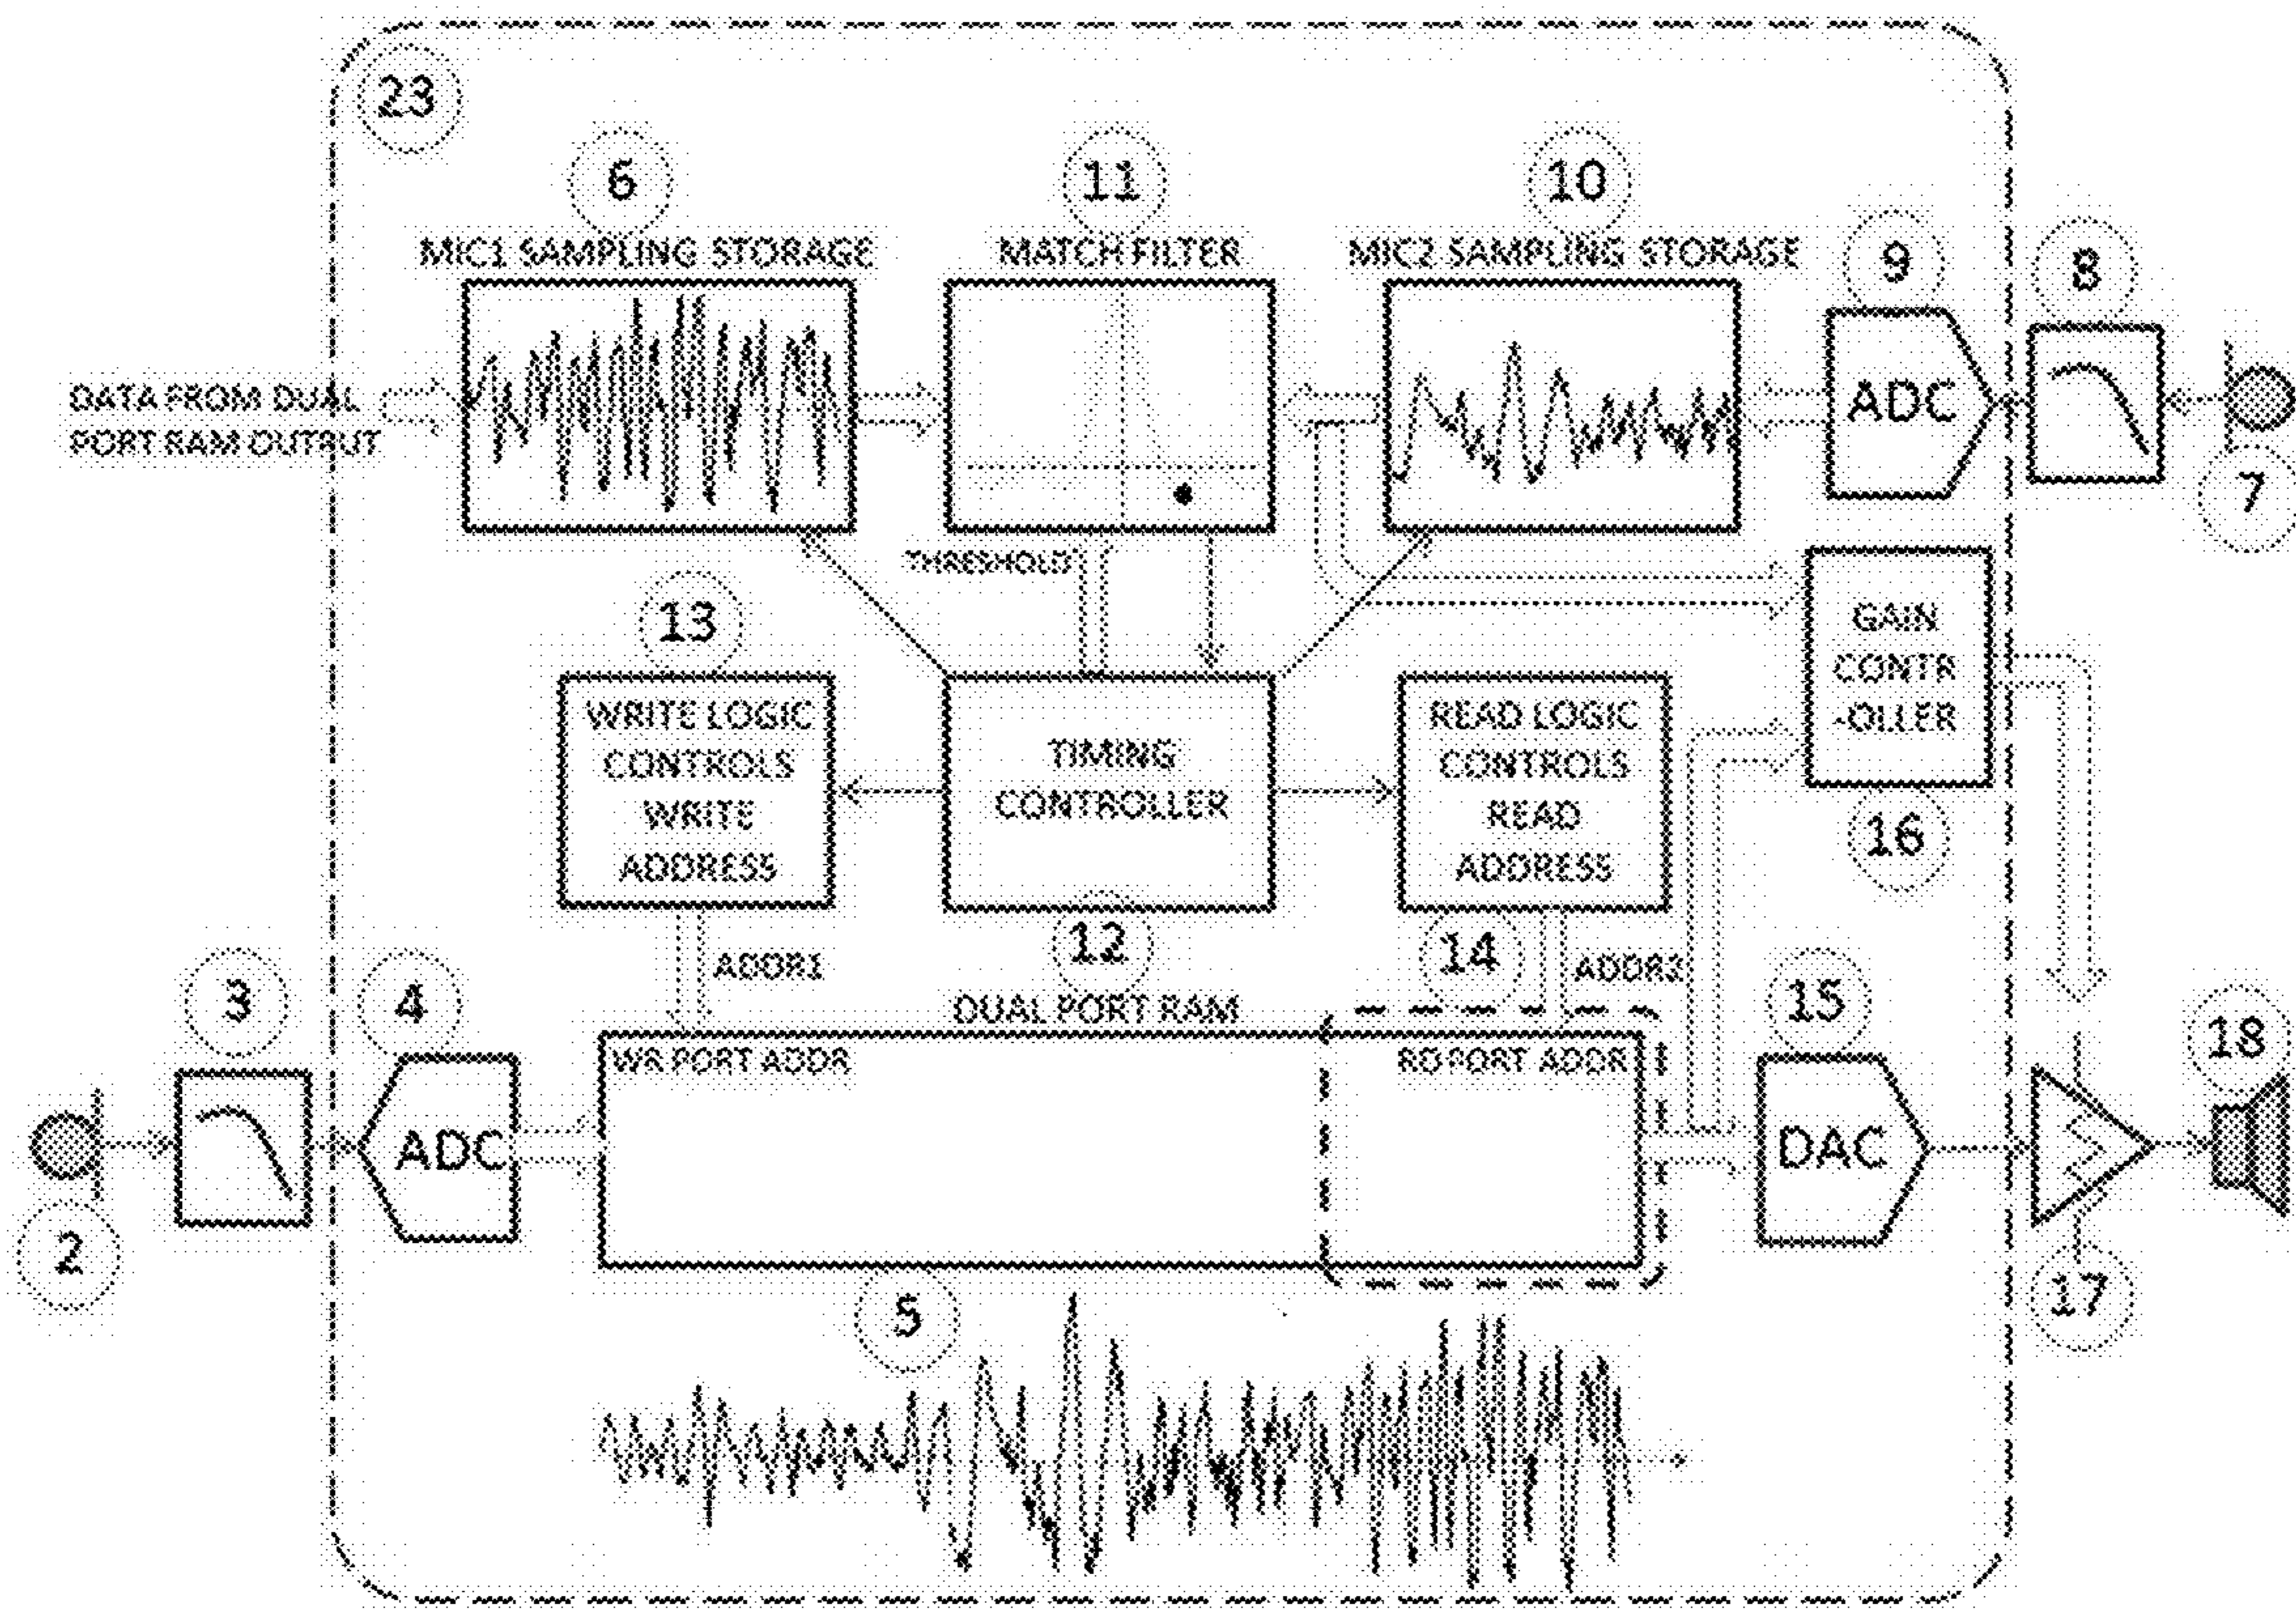 23
6
11
10
MIC1 SAMPLING STORAGE
MATCH FILTER
MIC2 SAMPLING STORAGE
9
8
DATA FROM DUAL
PORT RAM OUTPUT
ADC
7
THRESHOLD
13
GAIN
CONTR
-OLLER
16
WRITE LOGIC
CONTROLS
WRITE
ADDRESS
TIMING
CONTROLLER
READ LOGIC
CONTROLS
READ
ADDRESS
12
14
ADDR1
ADDR2
3
4
DUAL PORT RAM
15
18
WR PORT ADDR
RD PORT ADDR
ADC
DAC
2
5
17